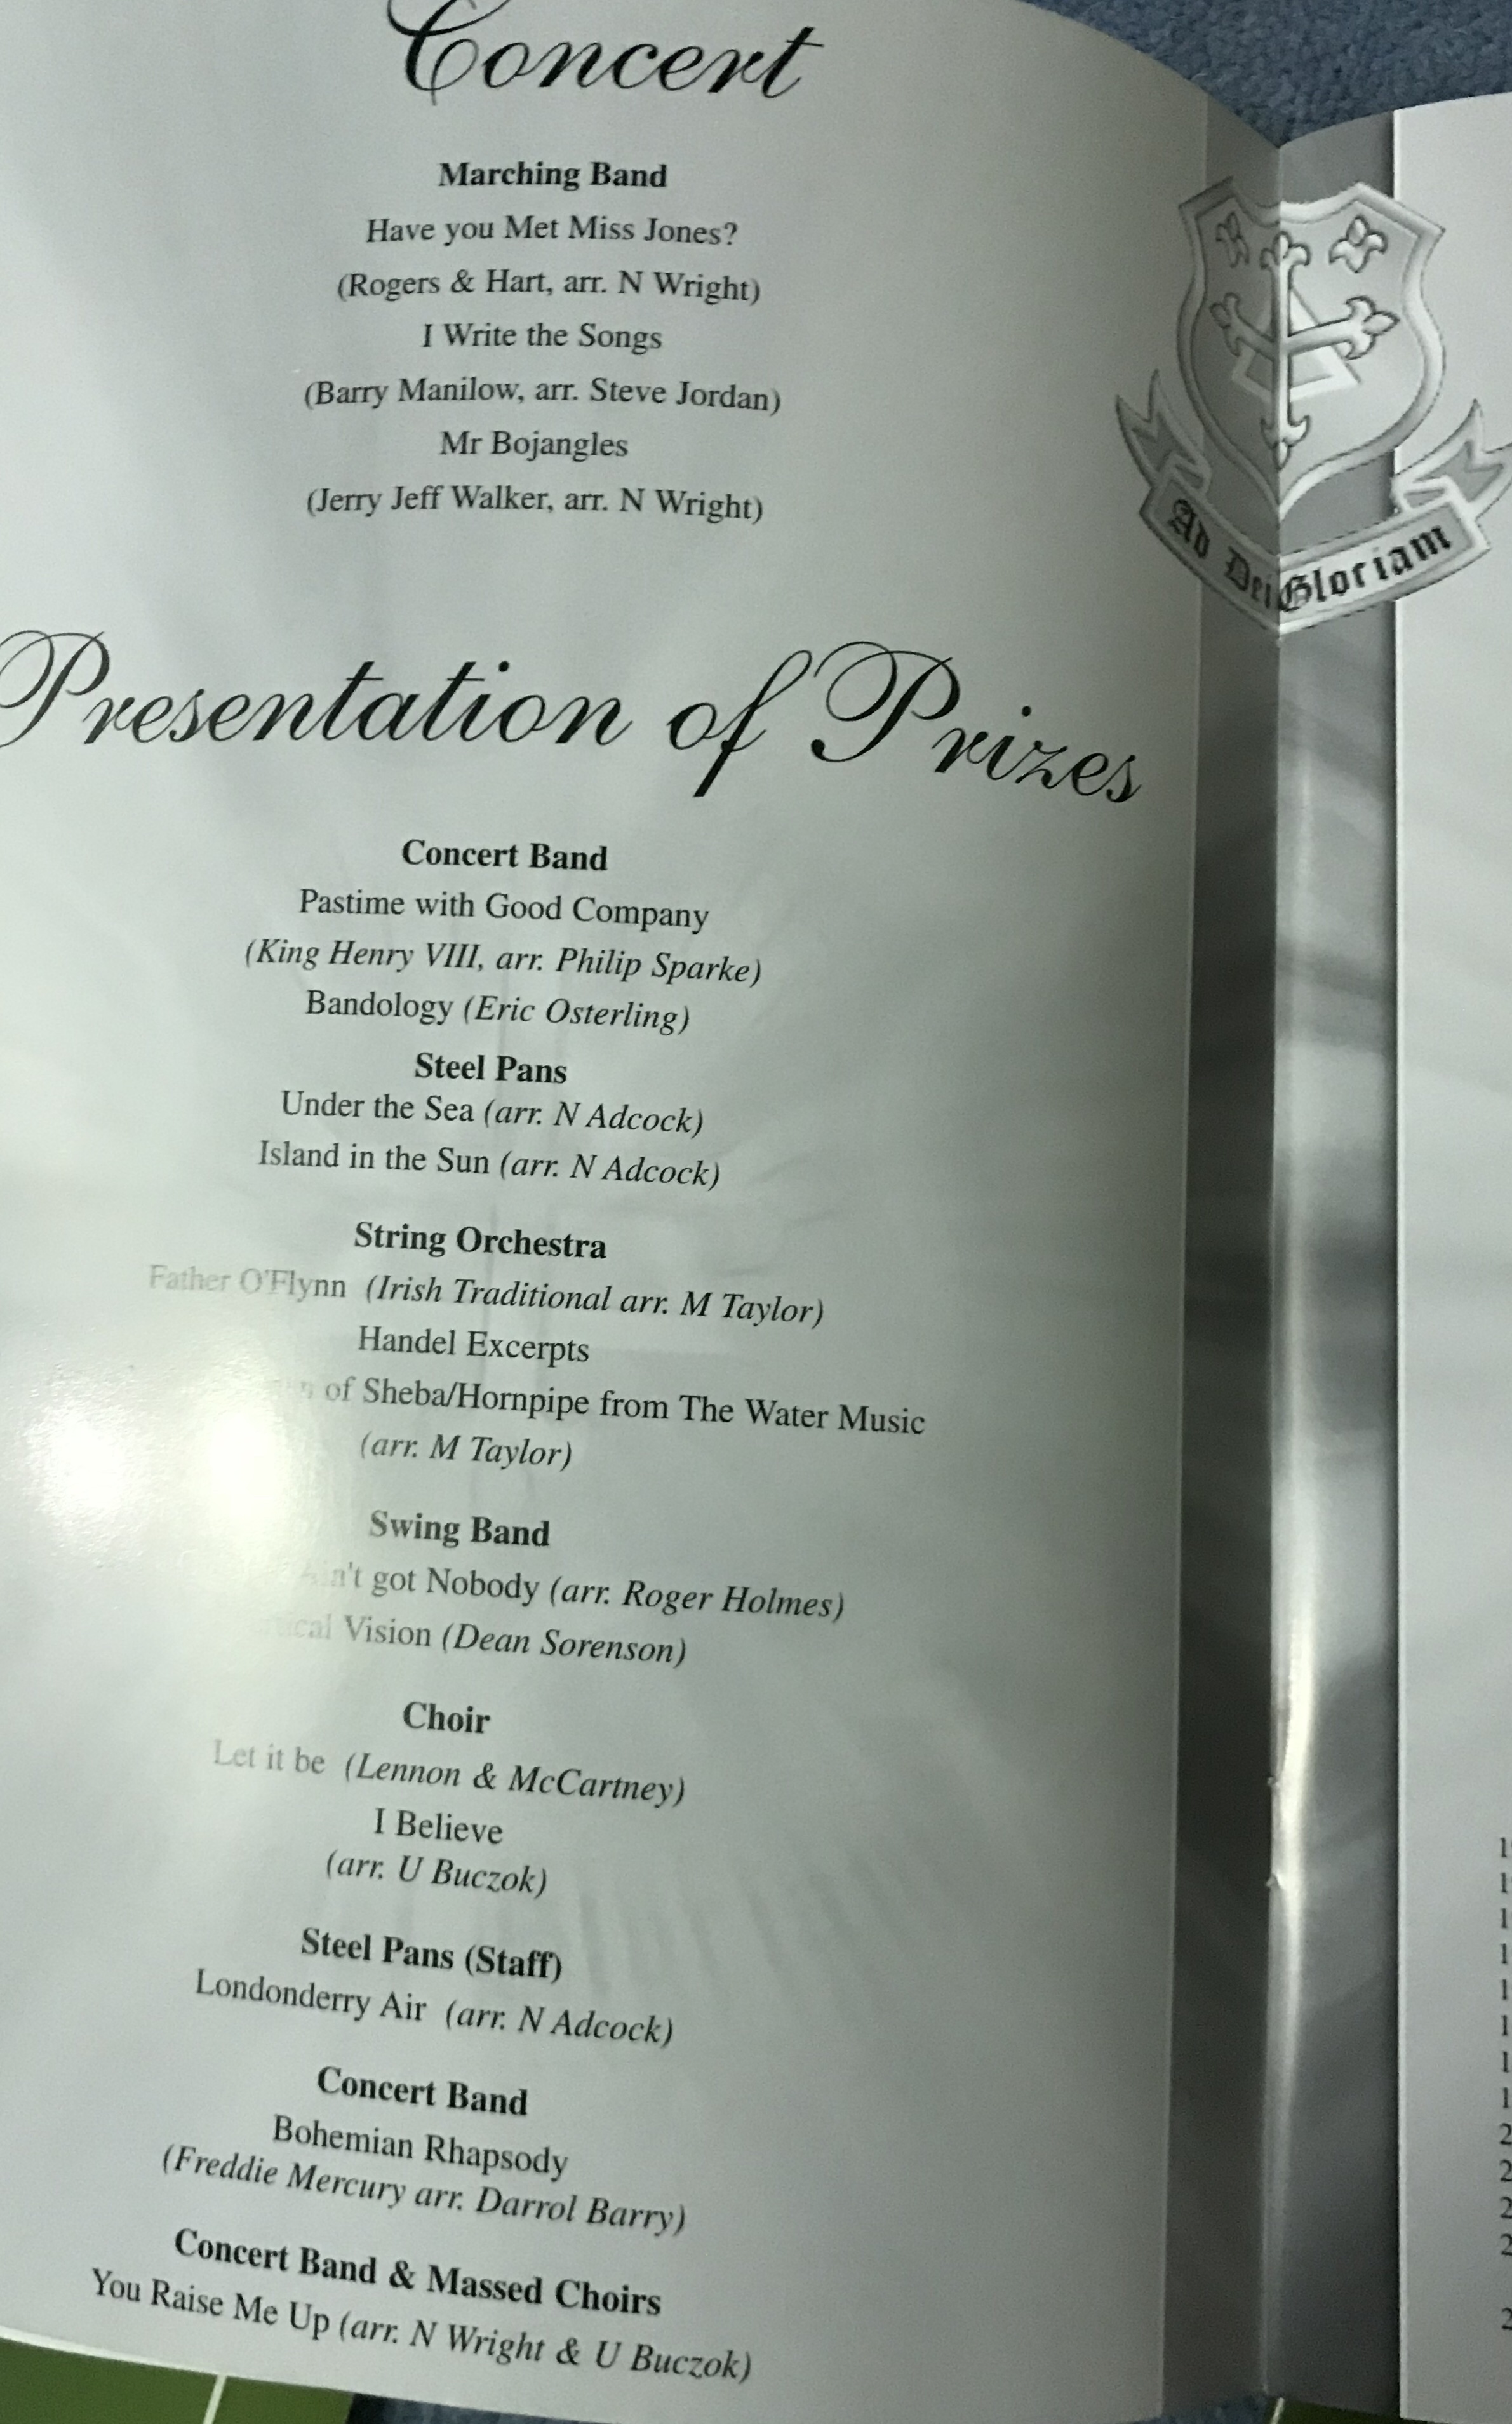 Concert
Marching Band
Have you Met Miss Jones?
(Rogers & Hart, arr. N Wright)
I Write the Songs
(Barry Manilow, arr. Steve Jordan)
Mr Bojangles
(Jerry Jeff Walker, arr. N Wright)
Ad Dei Gloriam
Presentation of Prizes
Concert Band
Pastime with Good Company
(King Henry VIII, arr. Philip Sparke)
Bandology (Eric Osterling)
Steel Pans
Under the Sea (arr. N Adcock)
Island in the Sun (arr. N Adcock)
String Orchestra
Father O'Flynn (Irish Traditional arr. M Taylor)
Handel Excerpts
of Sheba/Hornpipe from The Water Music
(arr. M Taylor)
Swing Band
Ain't got Nobody (arr. Roger Holmes)
Vision (Dean Sorenson)
Choir
Let it be (Lennon & McCartney)
I Believe
(arr. U Buczok)
Steel Pans (Staff)
Londonderry Air (arr. N Adcock)
Concert Band
Bohemian Rhapsody
(Freddie Mercury arr. Darrol Barry)
Concert Band & Massed Choirs
You Raise Me Up (arr. N Wright & U Buczok)